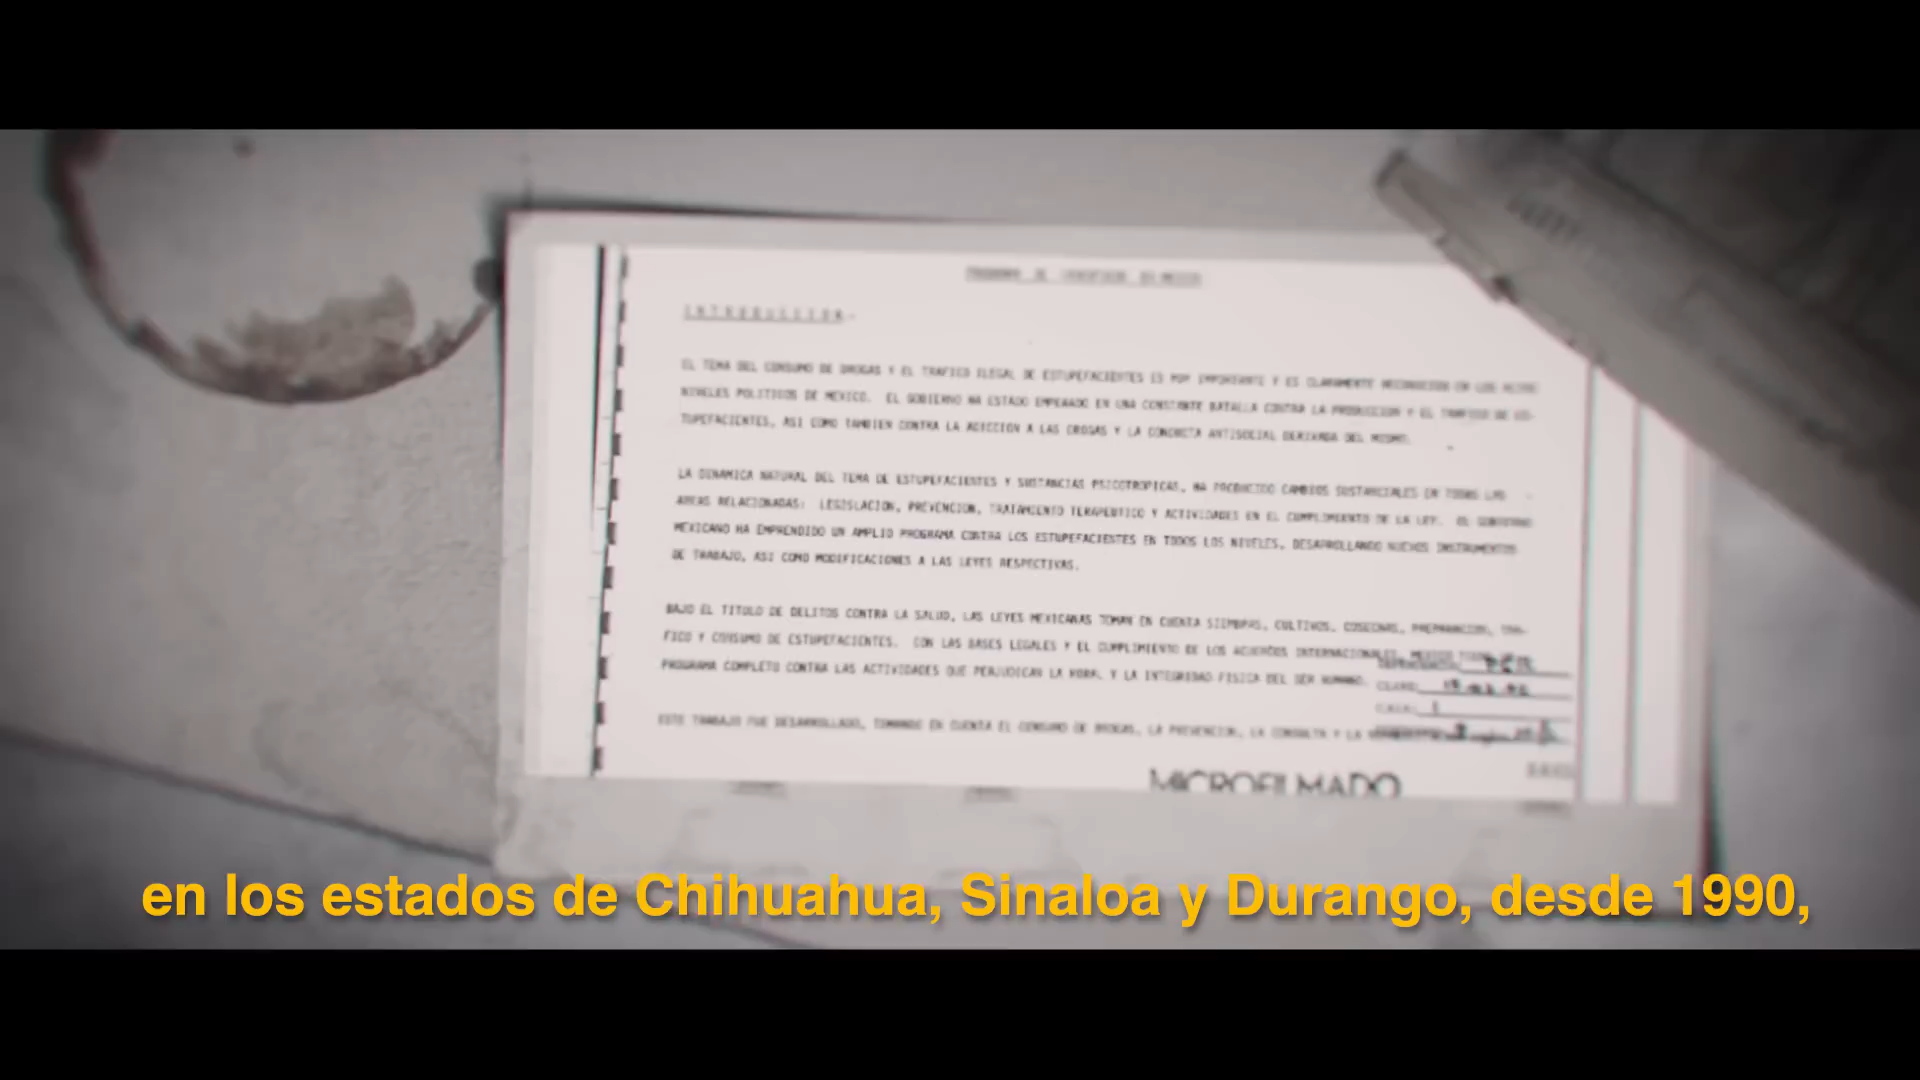 INTRODUCCION.-
EL TEMA DEL CONSUMO DE DROGAS Y EL TRAFICO ILEGAL DE ESTUPEFACIENTES ES MUY IMPORTANTE Y ES CLARAMENTE RECONOCIDO EN LOS ALTOS
NIVELES POLITICOS DE MEXICO. EL GOBIERNO HA ESTADO EMPEÑADO EN UNA CONSTANTE BATALLA CONTRA LA PRODUCCION Y EL TRAFICO DE ES-
TUPEFACIENTES, ASI COMO TAMBIEN CONTRA LA ADICCION A LAS DROGAS Y LA CONDUCTA ANTISOCIAL DERIVADA DEL MISMO.
LA DINAMICA NATURAL DEL TEMA DE ESTUPEFACIENTES Y SUSTANCIAS PSICOTROPICAS, HA PRODUCIDO CAMBIOS SUSTANCIALES EN TODAS LAS
AREAS RELACIONADAS: LEGISLACION, PREVENCION, TRATAMIENTO TERAPEUTICO Y ACTIVIDADES EN EL CUMPLIMIENTO DE LA LEY. EL GOBIERNO
MEXICANO HA EMPRENDIDO UN AMPLIO PROGRAMA CONTRA LOS ESTUPEFACIENTES EN TODOS LOS NIVELES, DESARROLLANDO NUEVOS INSTRUMENTOS
DE TRABAJO, ASI COMO MODIFICACIONES A LAS LEYES RESPECTIVAS.
BAJO EL TITULO DE DELITOS CONTRA LA SALUD, LAS LEYES MEXICANAS TOMAN EN CUENTA SIEMBRAS, CULTIVOS, COSECHAS, PREPARACION, TRA-
FICO Y CONSUMO DE ESTUPEFACIENTES. CON LAS BASES LEGALES Y EL CUMPLIMIENTO DE LOS ACUERDOS INTERNACIONALES, MEXICO
PROGRAMA COMPLETO CONTRA LAS ACTIVIDADES QUE PERJUDICAN LA MORAL Y LA INTEGRIDAD FISICA DEL SER HUMANO.
ESTE TRABAJO FUE DESARROLLADO, TOMANDO EN CUENTA EL CONSUMO DE DROGAS, LA PREVENCION, LA CONSULTA Y LA
MICROFILMADO
en los estados de Chihuahua, Sinaloa y Durango, desde 1990,